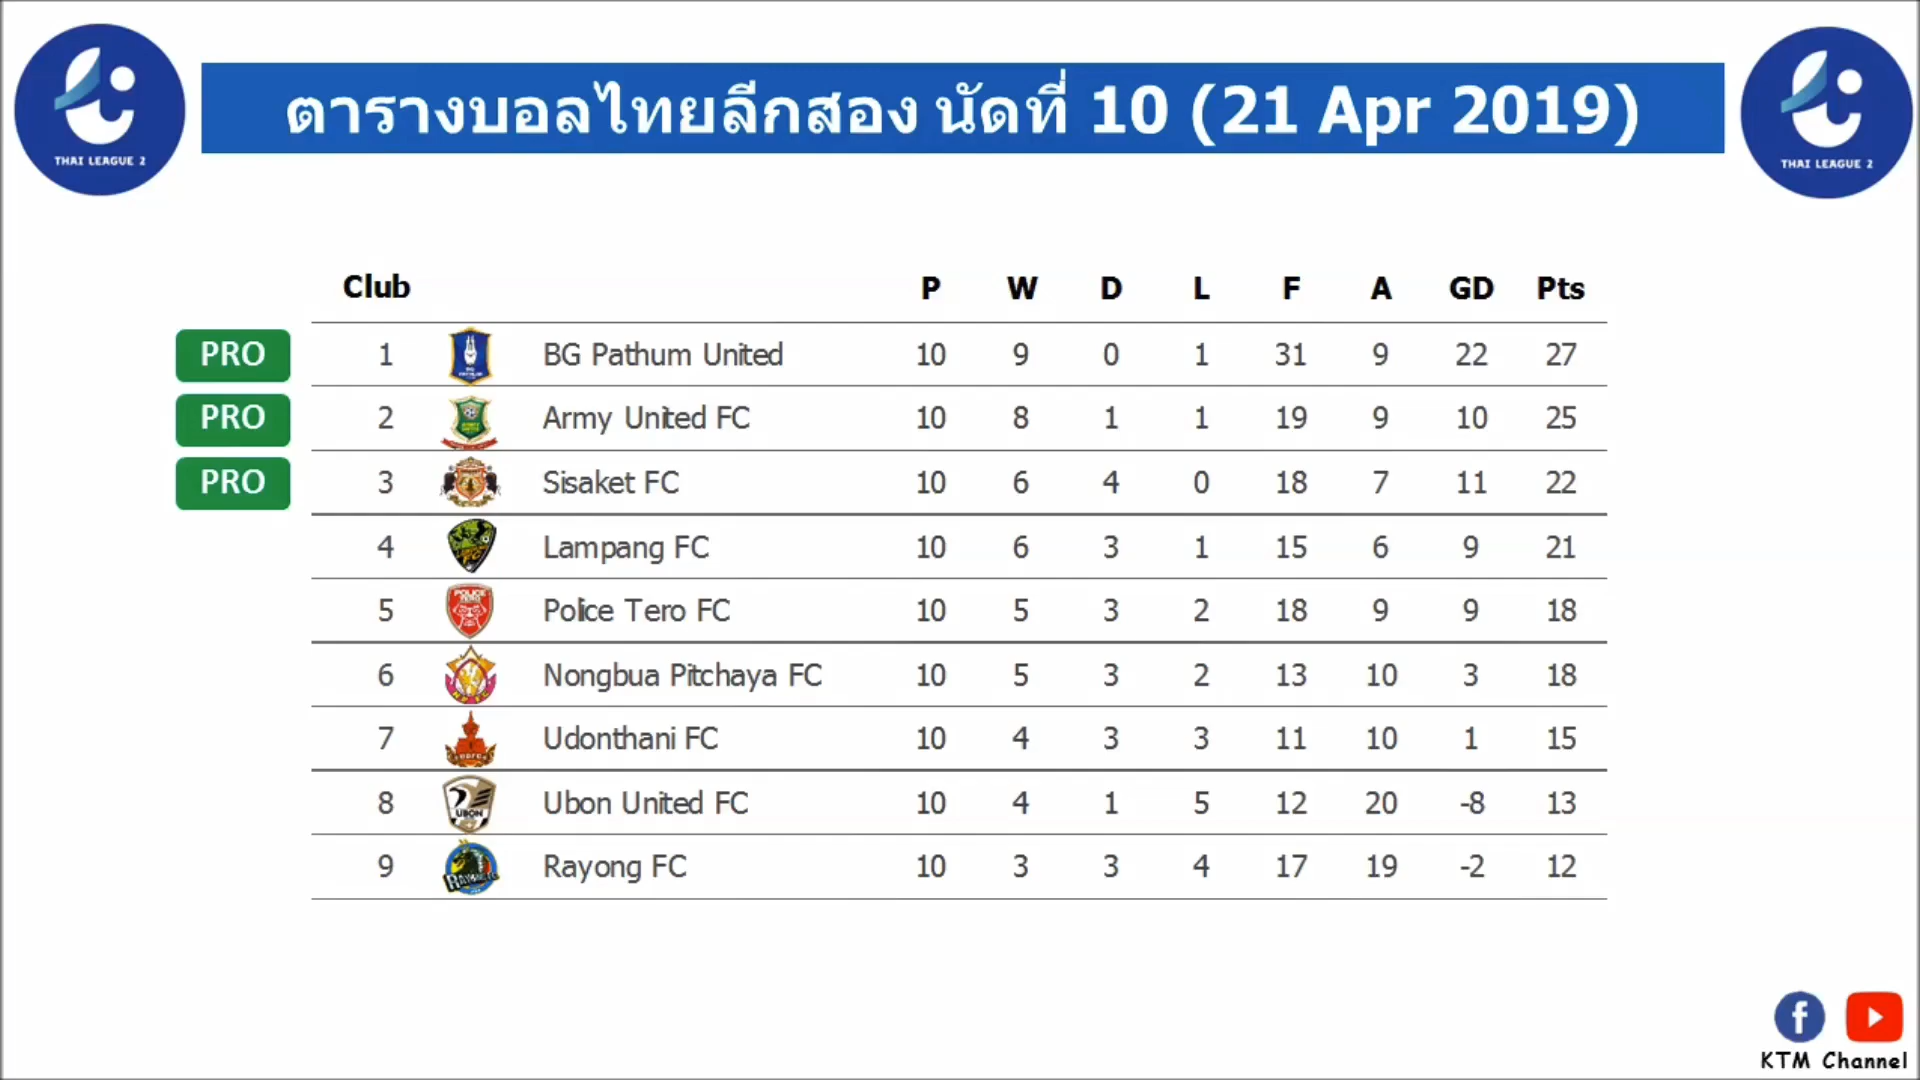 THAI LEAGUE 2
ตารางบอลไทยลีกสอง นัดที่ 10 (21 Apr 2019)
THAI LEAGUE 2
Club P W D L F A GD Pts
PRO 1 BG Pathum United 10 9 0 1 31 9 22 27
PRO 2 Army United FC 10 8 1 1 19 9 10 25
PRO 3 Sisaket FC 10 6 4 0 18 7 11 22
4 Lampang FC 10 6 3 1 15 6 9 21
5 Police Tero FC 10 5 3 2 18 9 9 18
6 Nongbua Pitchaya FC 10 5 3 2 13 10 3 18
7 Udonthani FC 10 4 3 3 11 10 1 15
8 Ubon United FC 10 4 1 5 12 20 -8 13
9 Rayong FC 10 3 3 4 17 19 -2 12
KTM Channel